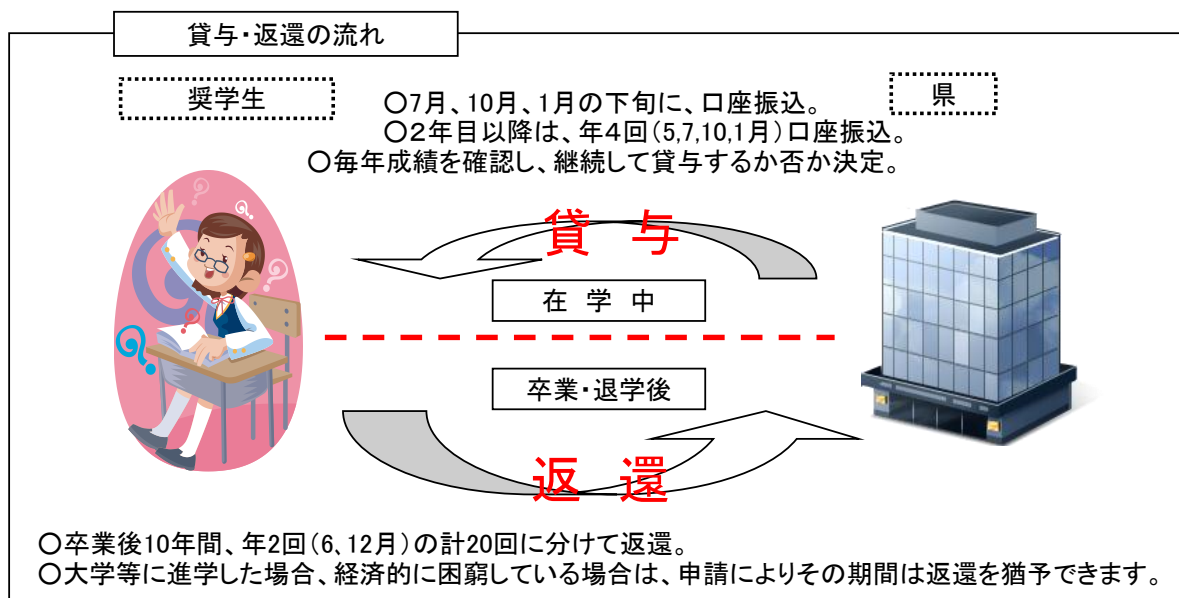 貸与・返還の流れ
奨学生
県
○7月、10月、1月の下旬に、口座振込。
○２年目以降は、年４回（5,7,10,1月）口座振込。
○毎年成績を確認し、継続して貸与するか否か決定。
貸 与
在 学 中
卒業・退学後
返 還
○卒業後10年間、年2回（6、12月）の計20回に分けて返還。
○大学等に進学した場合、経済的に困窮している場合は、申請によりその期間は返還を猶予できます。